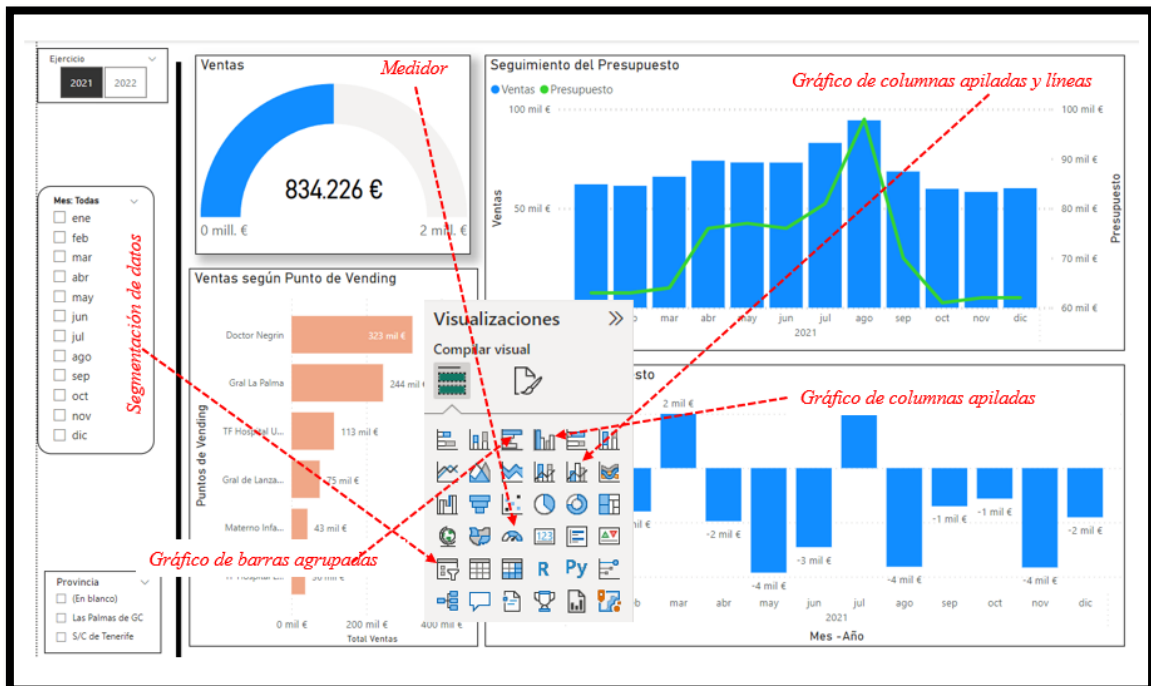 Ejercicio
2021
2022
Mes: Todas
ene
feb
mar
abr
may
jun
jul
ago
sep
oct
nov
dic
Segmentación de datos
Provincia
(En blanco)
Las Palmas de GC
S/C de Tenerife
Ventas
Medidor
834.226 €
0 mill. €
2 mill. €
Ventas según Punto de Vending
Puntos de Vending
Doctor Negrin
323 mil €
Gral La Palma
244 mil €
TF Hospital U...
113 mil €
Gral de Lanza...
75 mil €
Materno Infa...
43 mil €
Gráfico de barras agrupadas
0 mil €
200 mil €
400 mil €
Total Ventas
Visualizaciones
Compilar visual
123
R
Py
Seguimiento del Presupuesto
Ventas
Presupuesto
Gráfico de columnas apiladas y líneas
100 mil €
50 mil €
Ventas
100 mil €
90 mil €
80 mil €
70 mil €
60 mil €
Presupuesto
mar
abr
may
jun
jul
ago
sep
oct
nov
dic
2021
Gráfico de columnas apiladas
2 mil €
-2 mil €
-4 mil €
-3 mil €
-4 mil €
-1 mil €
-1 mil €
-4 mil €
-2 mil €
mar
abr
may
jun
jul
ago
sep
oct
nov
dic
2021
Mes -Año